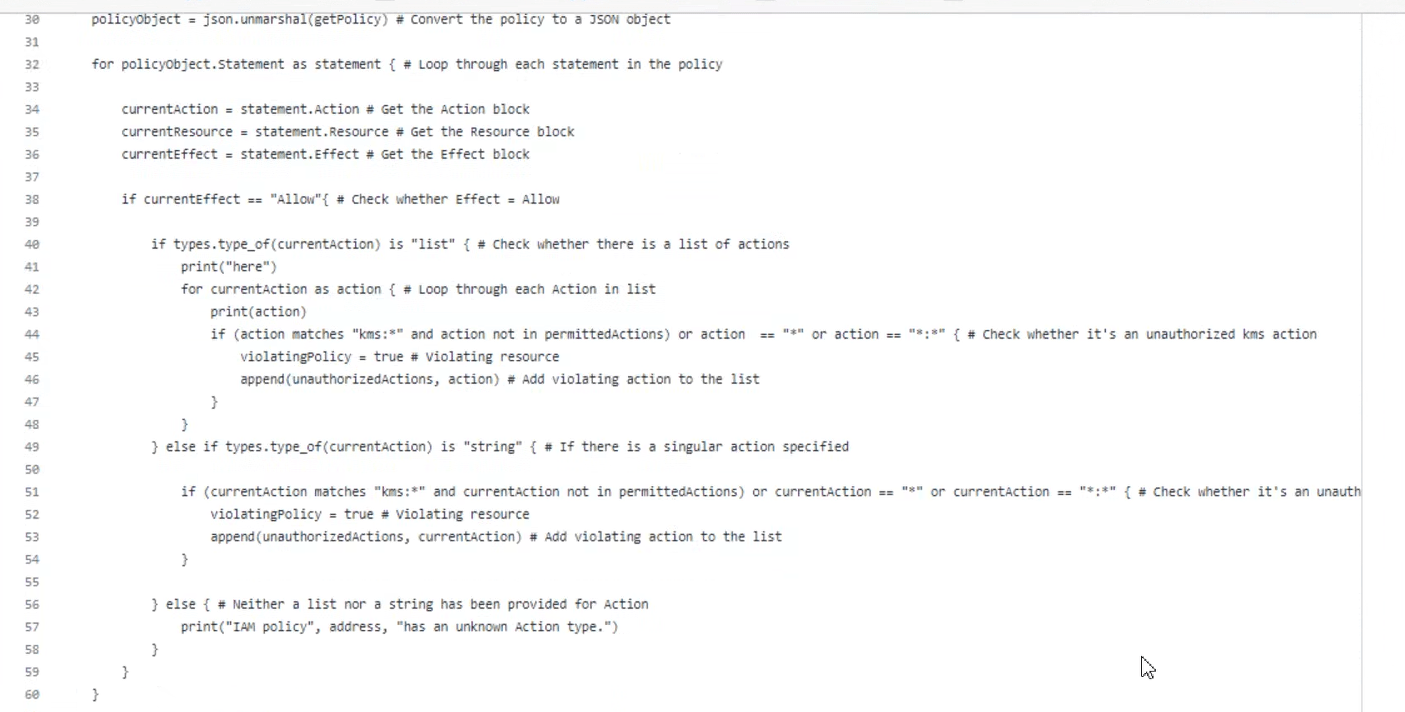 30 policyObject = json.unmarshal(getPolicy) # Convert the policy to a JSON object
31
32 for policyObject.Statement as statement { # Loop through each statement in the policy
33
34 currentAction = statement.Action # Get the Action block
35 currentResource = statement.Resource # Get the Resource block
36 currentEffect = statement.Effect # Get the Effect block
37
38 if currentEffect == "Allow"{ # Check whether Effect = Allow
39
40 if types.type_of(currentAction) is "list" { # Check whether there is a list of actions
41 print("here")
42 for currentAction as action { # Loop through each Action in list
43 print(action)
44 if (action matches "kms:*" and action not in permittedActions) or action  == "*" or action == "*:*" { # Check whether it's an unauthorized kms action
45 violatingPolicy = true # Violating resource
46 append(unauthorizedActions, action) # Add violating action to the list
47 }
48 }
49 } else if types.type_of(currentAction) is "string" { # If there is a singular action specified
50
51 if (currentAction matches "kms:*" and currentAction not in permittedActions) or currentAction == "*" or currentAction == "*:*" { # Check whether it's an unauth
52 violatingPolicy = true # Violating resource
53 append(unauthorizedActions, currentAction) # Add violating action to the list
54 }
55
56 } else { # Neither a list nor a string has been provided for Action
57 print("IAM policy", address, "has an unknown Action type.")
58 }
59 }
60 }